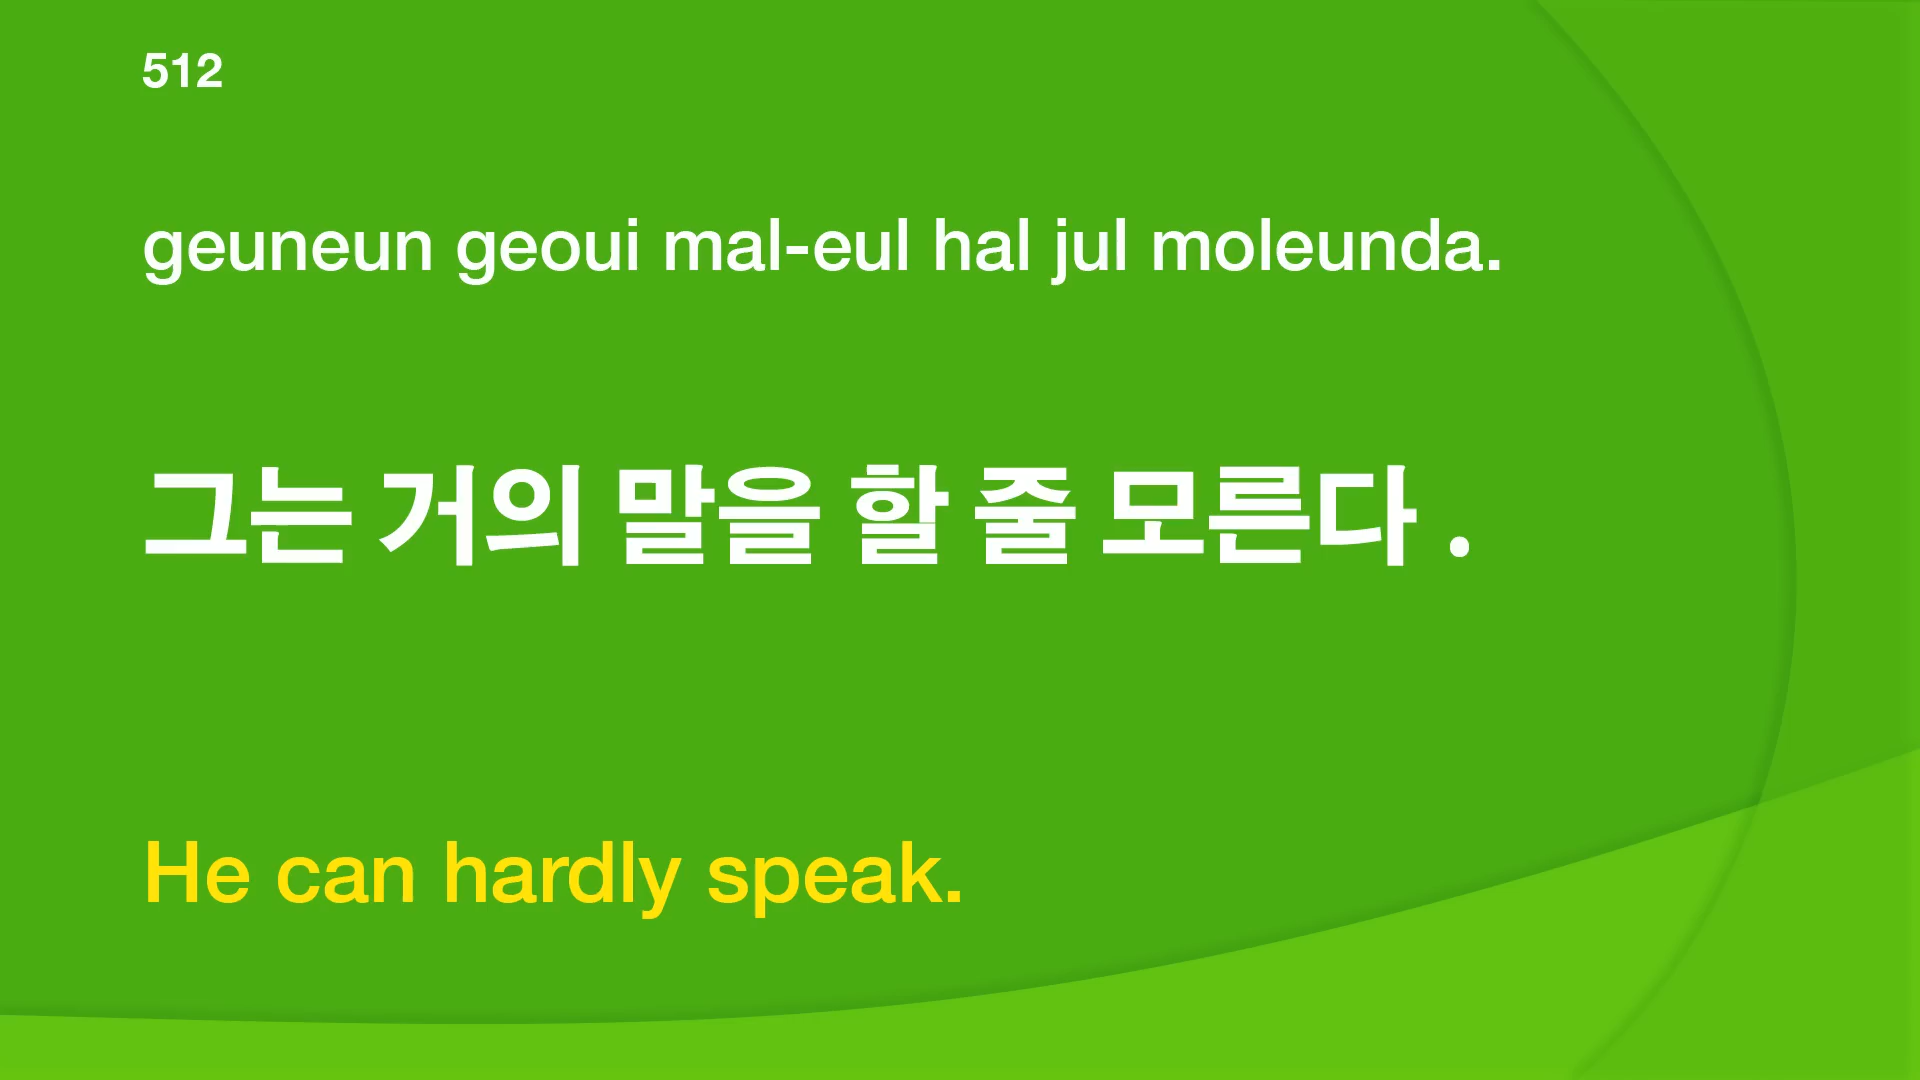 512
geuneun geoui mal-eul hal jul moleunda.
그는 거의 말을 할 줄 모른다 .
He can hardly speak.